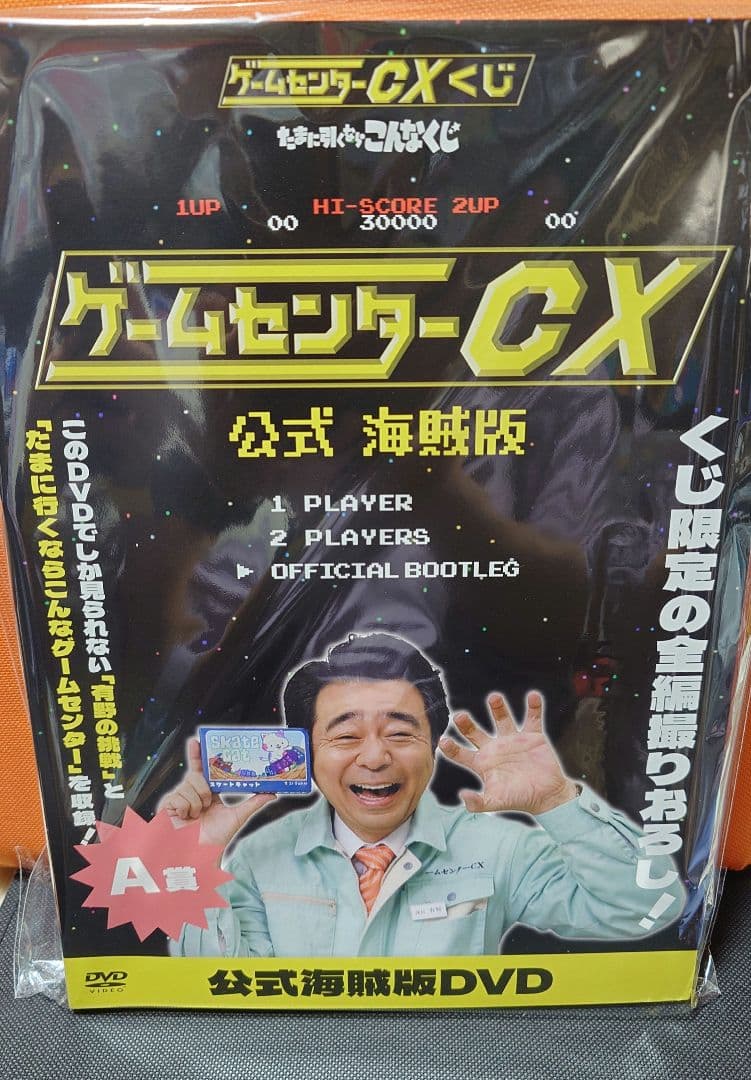 ゲームセンターCXくじ
たまに引くならこんなくじ
1UP HI-SCORE 2UP
00 30000 00
ゲームセンターCX
公式 海賊版
1 PLAYER
2 PLAYERS
▶ OFFICIAL BOOTLEG
くじ限定の全編撮りおろし!
このDVDでしか見られない「有野の挑戦」と
「たまに行くならこんなゲームセンター」を収録!
Skate
Cat
スケートキャット
ゲームセンターCX
A賞
DVD
VIDEO
公式海賊版DVD